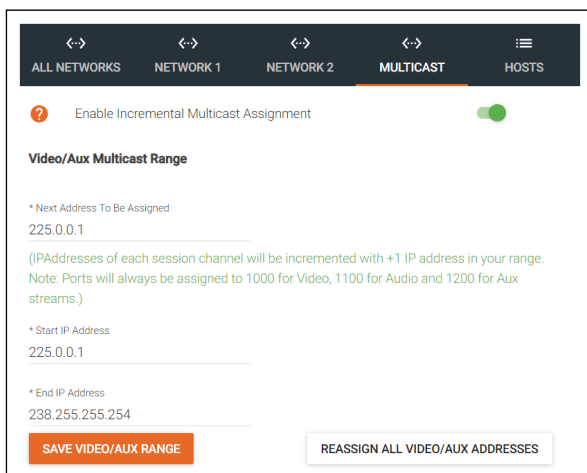 ALL NETWORKS NETWORK 1 NETWORK 2 MULTICAST HOSTS
? Enable Incremental Multicast Assignment
Video/Aux Multicast Range
* Next Address To Be Assigned
225.0.0.1
(IPAddresses of each session channel will be incremented with +1 IP address in your range.
Note: Ports will always be assigned to 1000 for Video, 1100 for Audio and 1200 for Aux
streams.)
* Start IP Address
225.0.0.1
* End IP Address
238.255.255.254
SAVE VIDEO/AUX RANGE REASSIGN ALL VIDEO/AUX ADDRESSES